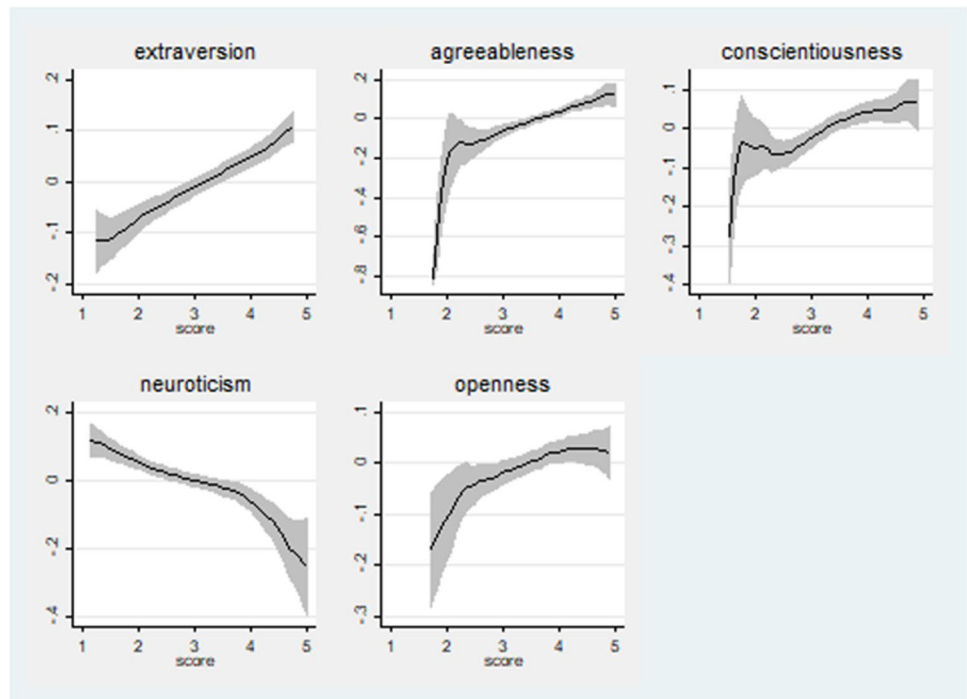 extraversion
.2
.1
0
-.1
-.2
1 2 3 4 5
score
agreeableness
.2
0
-.2
-.4
-.6
-.8
1 2 3 4 5
score
conscientiousness
.1
0
-.1
-.2
-.3
-.4
1 2 3 4 5
score
neuroticism
.2
0
-.2
-.4
1 2 3 4 5
score
openness
.1
0
-.1
-.2
-.3
1 2 3 4 5
score